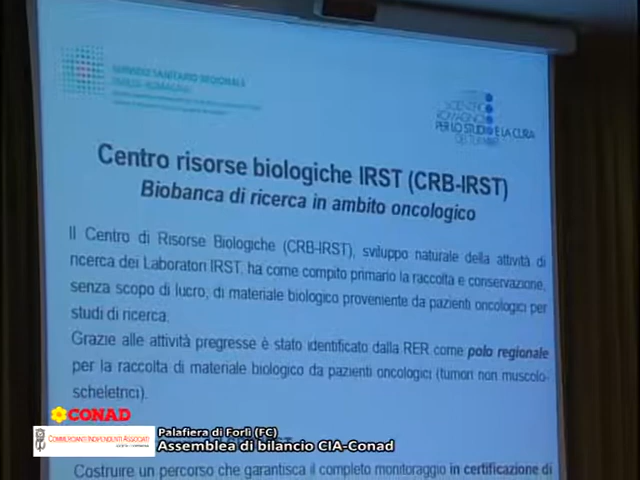 SERVIZIO SANITARIO REGIONALE
EMILIA-ROMAGNA
SCIENTIFICO
ROMAGNOLO
PER LO STUDIO E LA CURA
DEI TUMORI
Centro risorse biologiche IRST (CRB-IRST)
Biobanca di ricerca in ambito oncologico
Il Centro di Risorse Biologiche (CRB-IRST), sviluppo naturale della attività di
ricerca dei Laboratori IRST, ha come compito primario la raccolta e conservazione,
senza scopo di lucro, di materiale biologico proveniente da pazienti oncologici per
studi di ricerca.
Grazie alle attività pregresse è stato identificato dalla RER come polo regionale
per la raccolta di materiale biologico da pazienti oncologici (tumori non muscolo-
scheletrici).
CONAD
COMMERCIANTI INDIPENDENTI ASSOCIATI
Palafiera di Forlì (FC)
Assemblea di bilancio CIA-Conad
Costruire un percorso che garantisca il completo monitoraggio in certificazione di